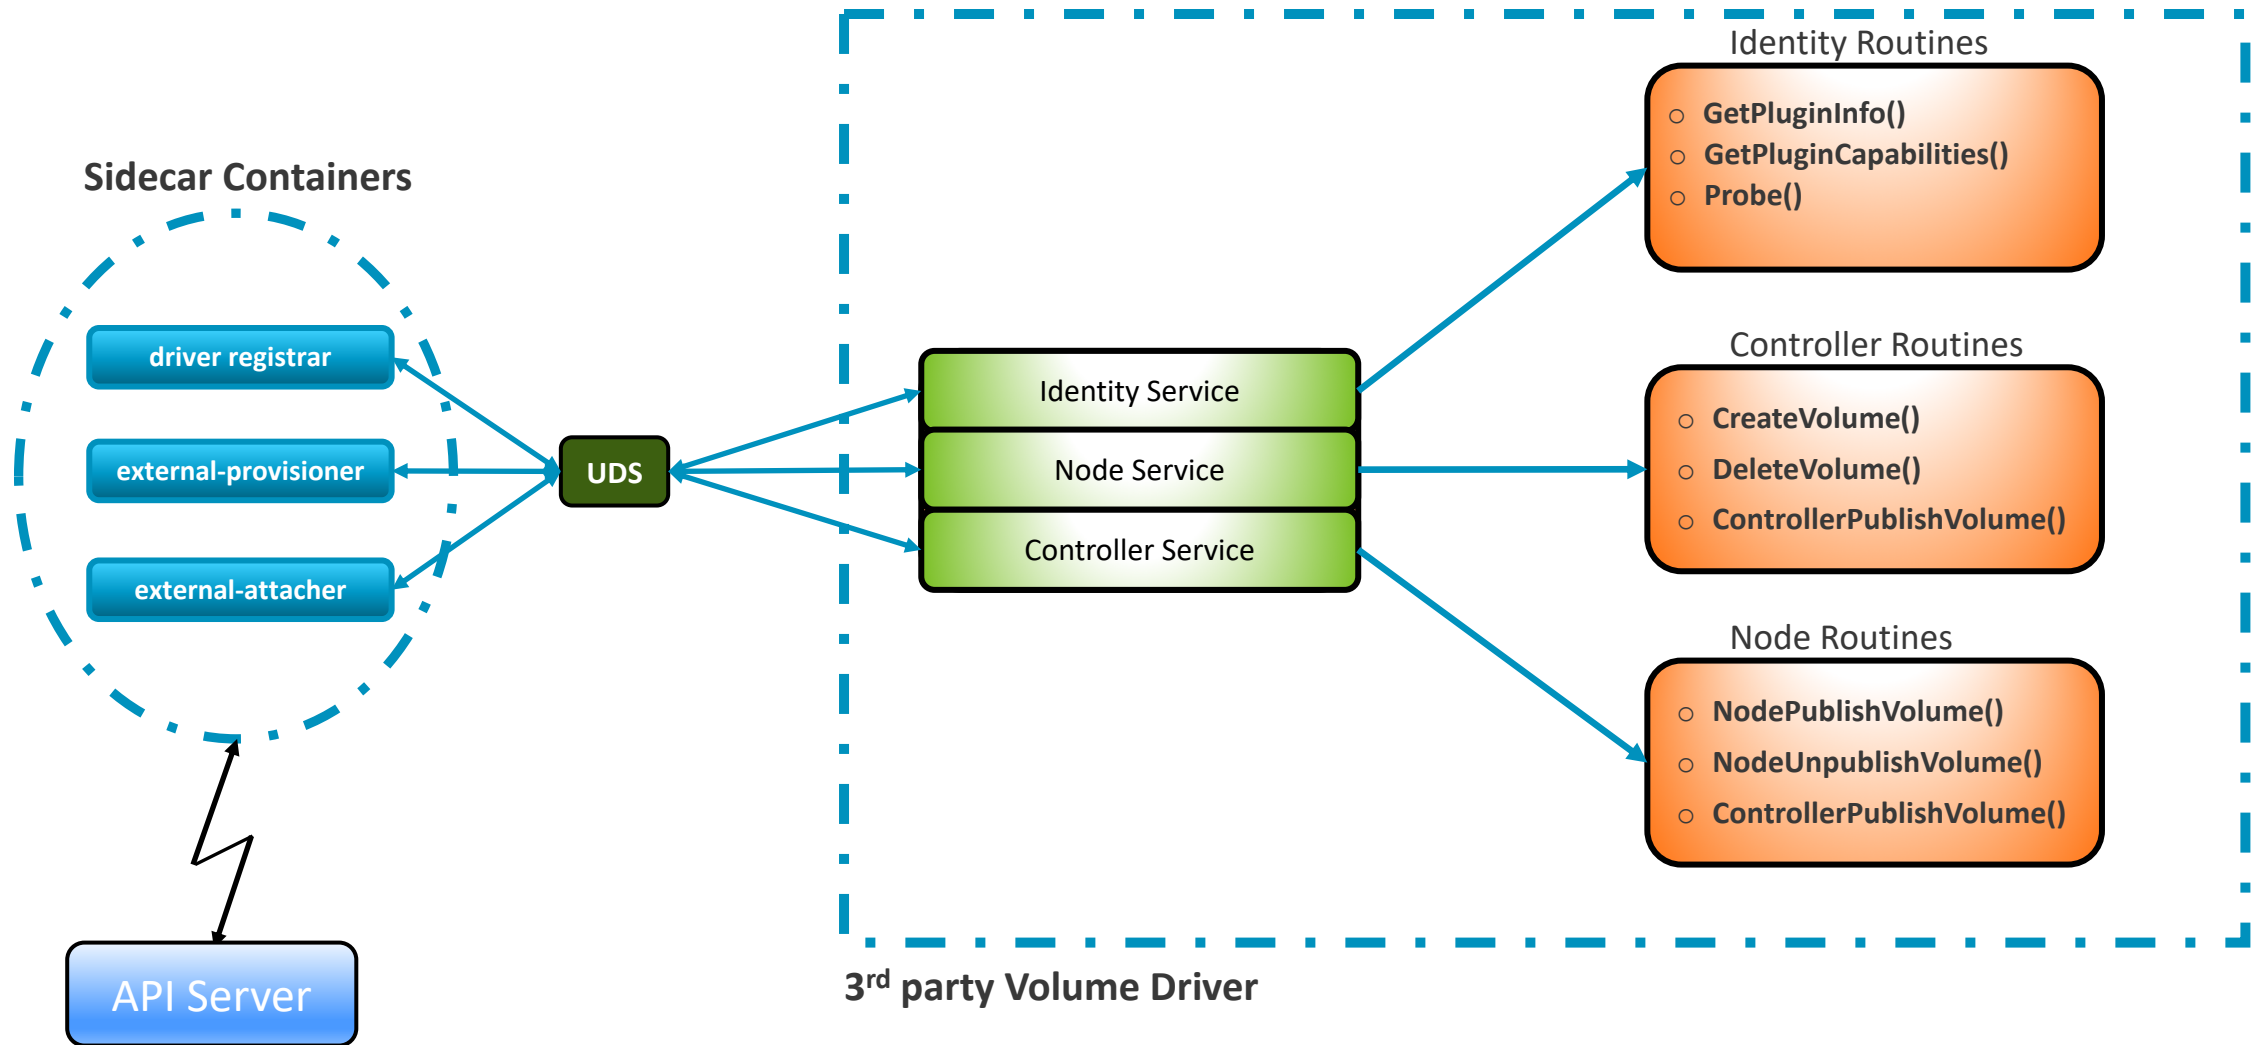 Sidecar Containers
driver registrar
external-provisioner
external-attacher
API Server
UDS
Identity Service
Node Service
Controller Service
Identity Routines
o GetPluginInfo()
o GetPluginCapabilities()
o Probe()
Controller Routines
o CreateVolume()
o DeleteVolume()
o ControllerPublishVolume()
Node Routines
o NodePublishVolume()
o NodeUnpublishVolume()
o ControllerPublishVolume()
3rd party Volume Driver